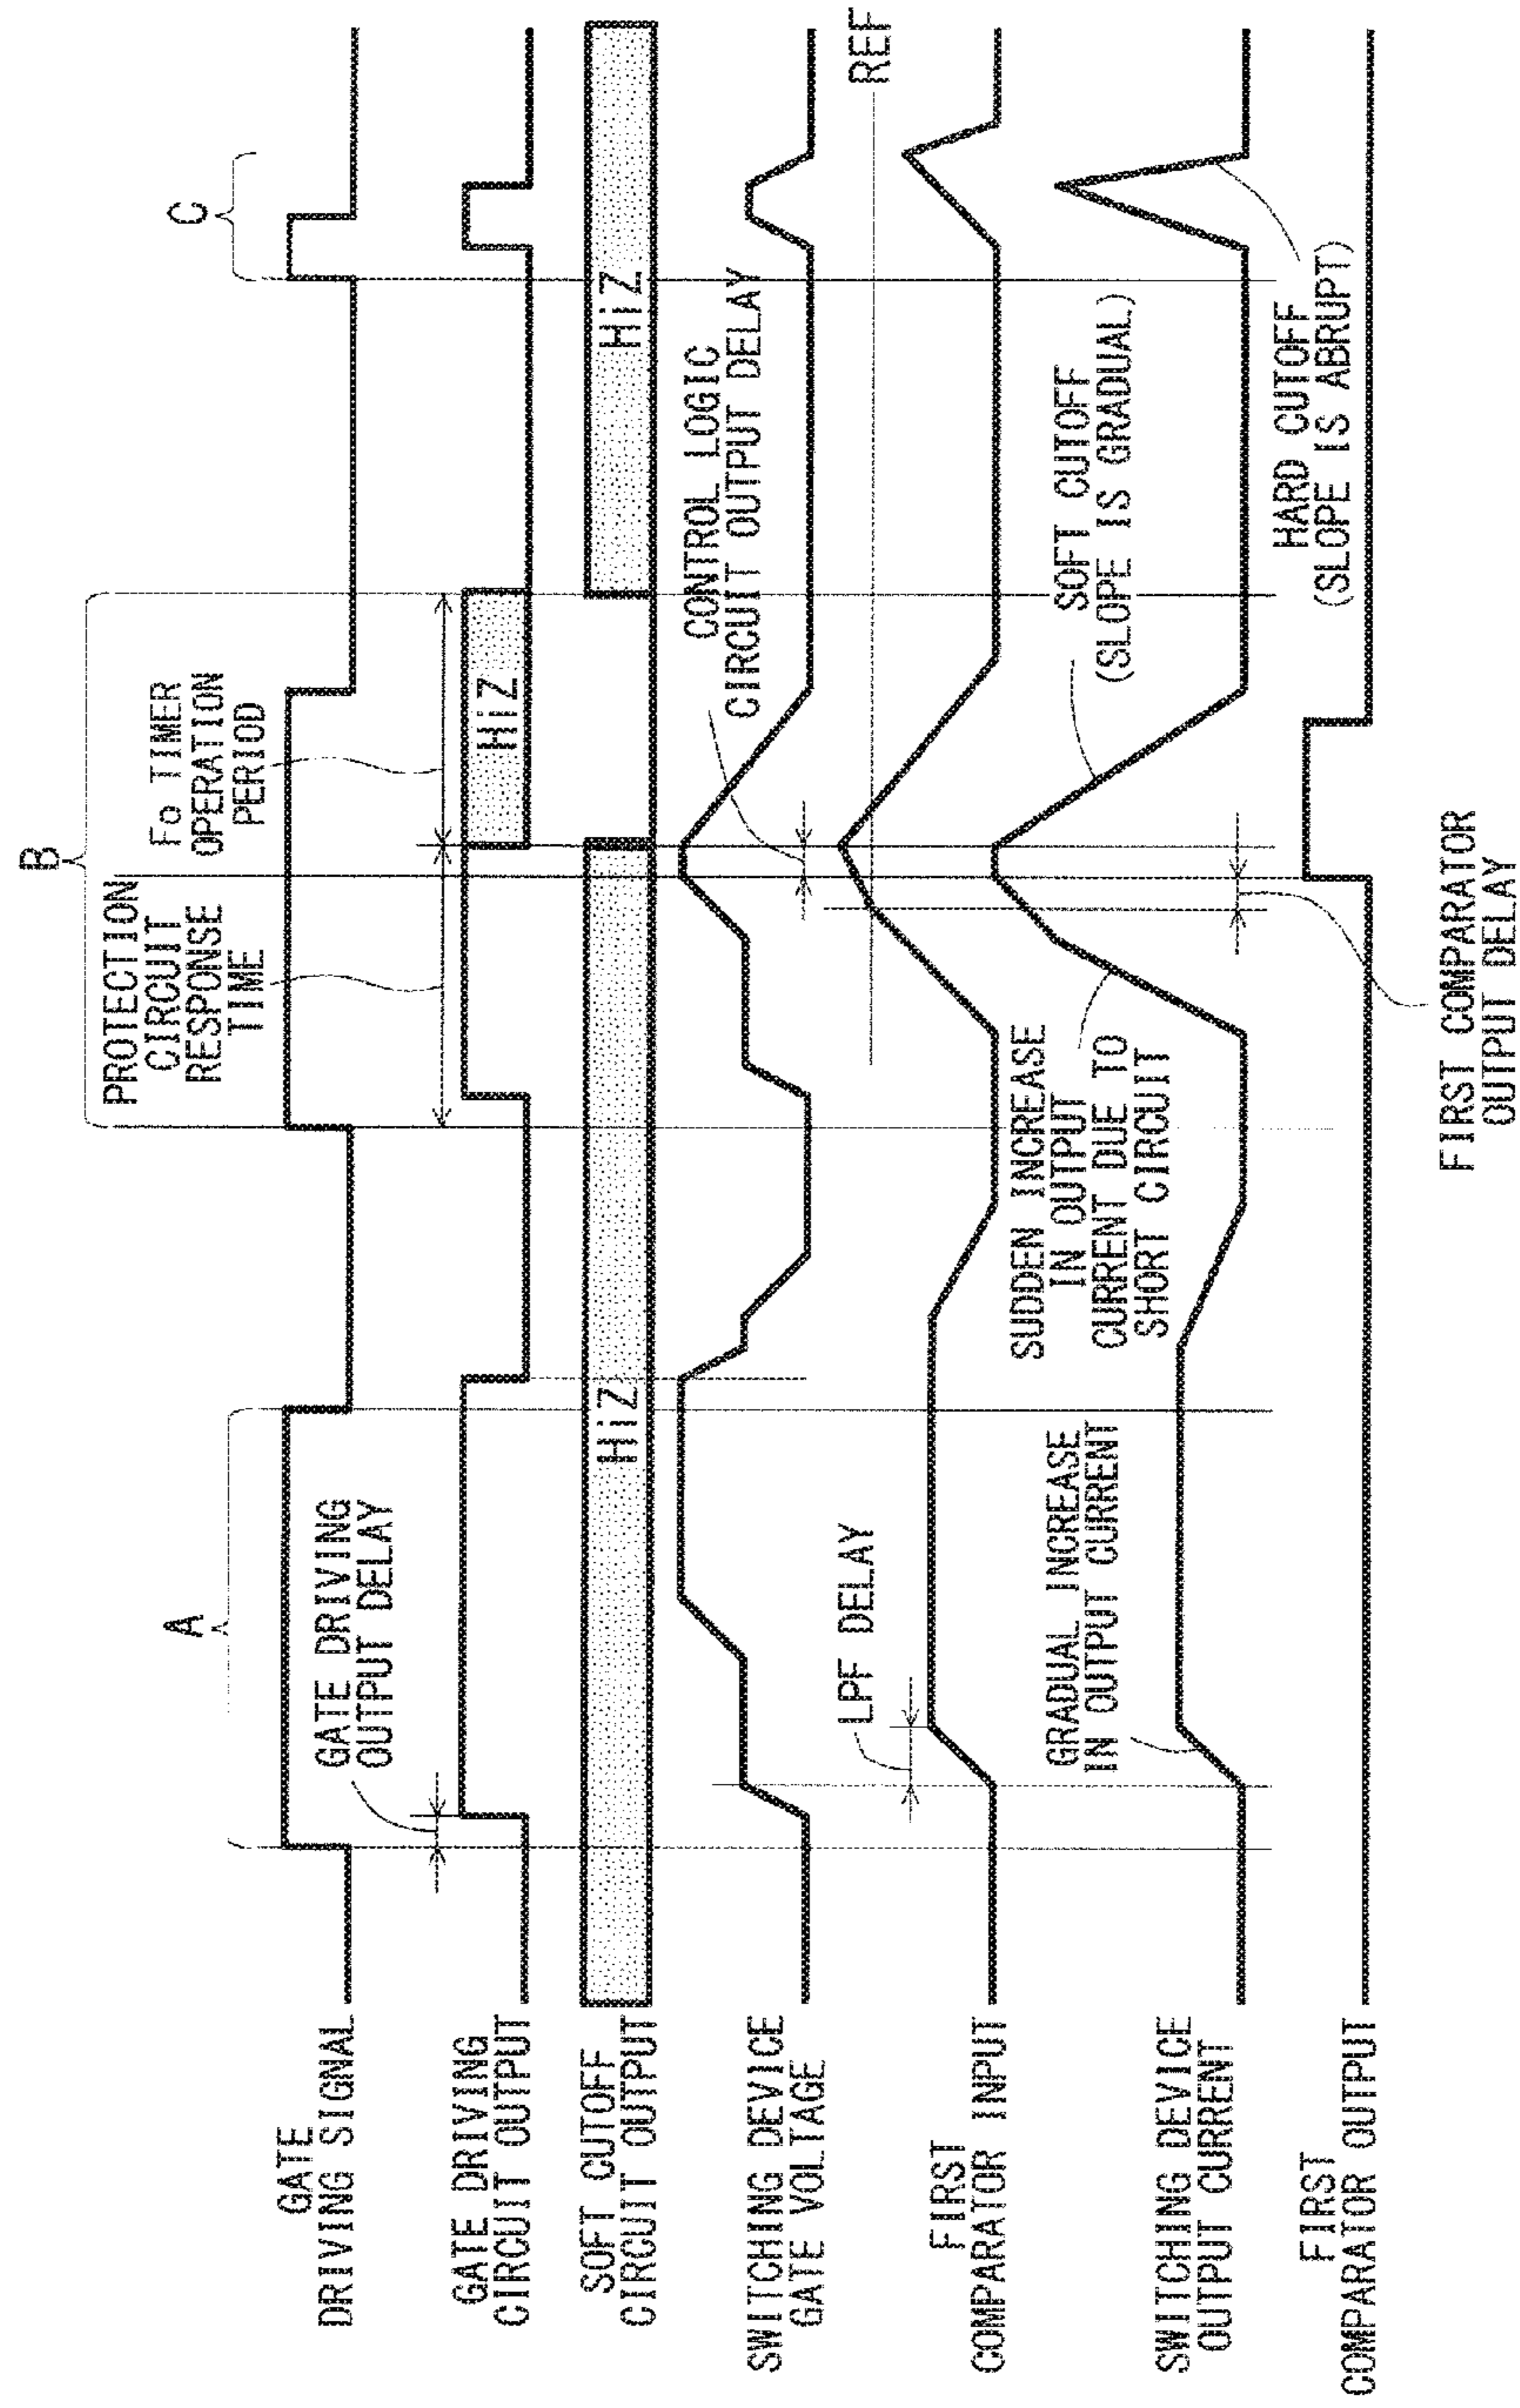 B
PROTECTION
CIRCUIT
RESPONSE
TIME
Fo TIMER
OPERATION
PERIOD
A
C
GATE
DRIVING SIGNAL
GATE DRIVING
OUTPUT DELAY
GATE DRIVING
CIRCUIT OUTPUT
HiZ
SOFT CUTOFF
CIRCUIT OUTPUT
HiZ
HiZ
SWITCHING DEVICE
GATE VOLTAGE
CONTROL LOGIC
CIRCUIT OUTPUT DELAY
LPF DELAY
REF
FIRST
COMPARATOR INPUT
SUDDEN INCREASE
IN OUTPUT
CURRENT DUE TO
SHORT CIRCUIT
GRADUAL INCREASE
IN OUTPUT CURRENT
SOFT CUTOFF
(SLOPE IS GRADUAL)
SWITCHING DEVICE
OUTPUT CURRENT
HARD CUTOFF
(SLOPE IS ABRUPT)
FIRST
COMPARATOR OUTPUT
FIRST COMPARATOR
OUTPUT DELAY